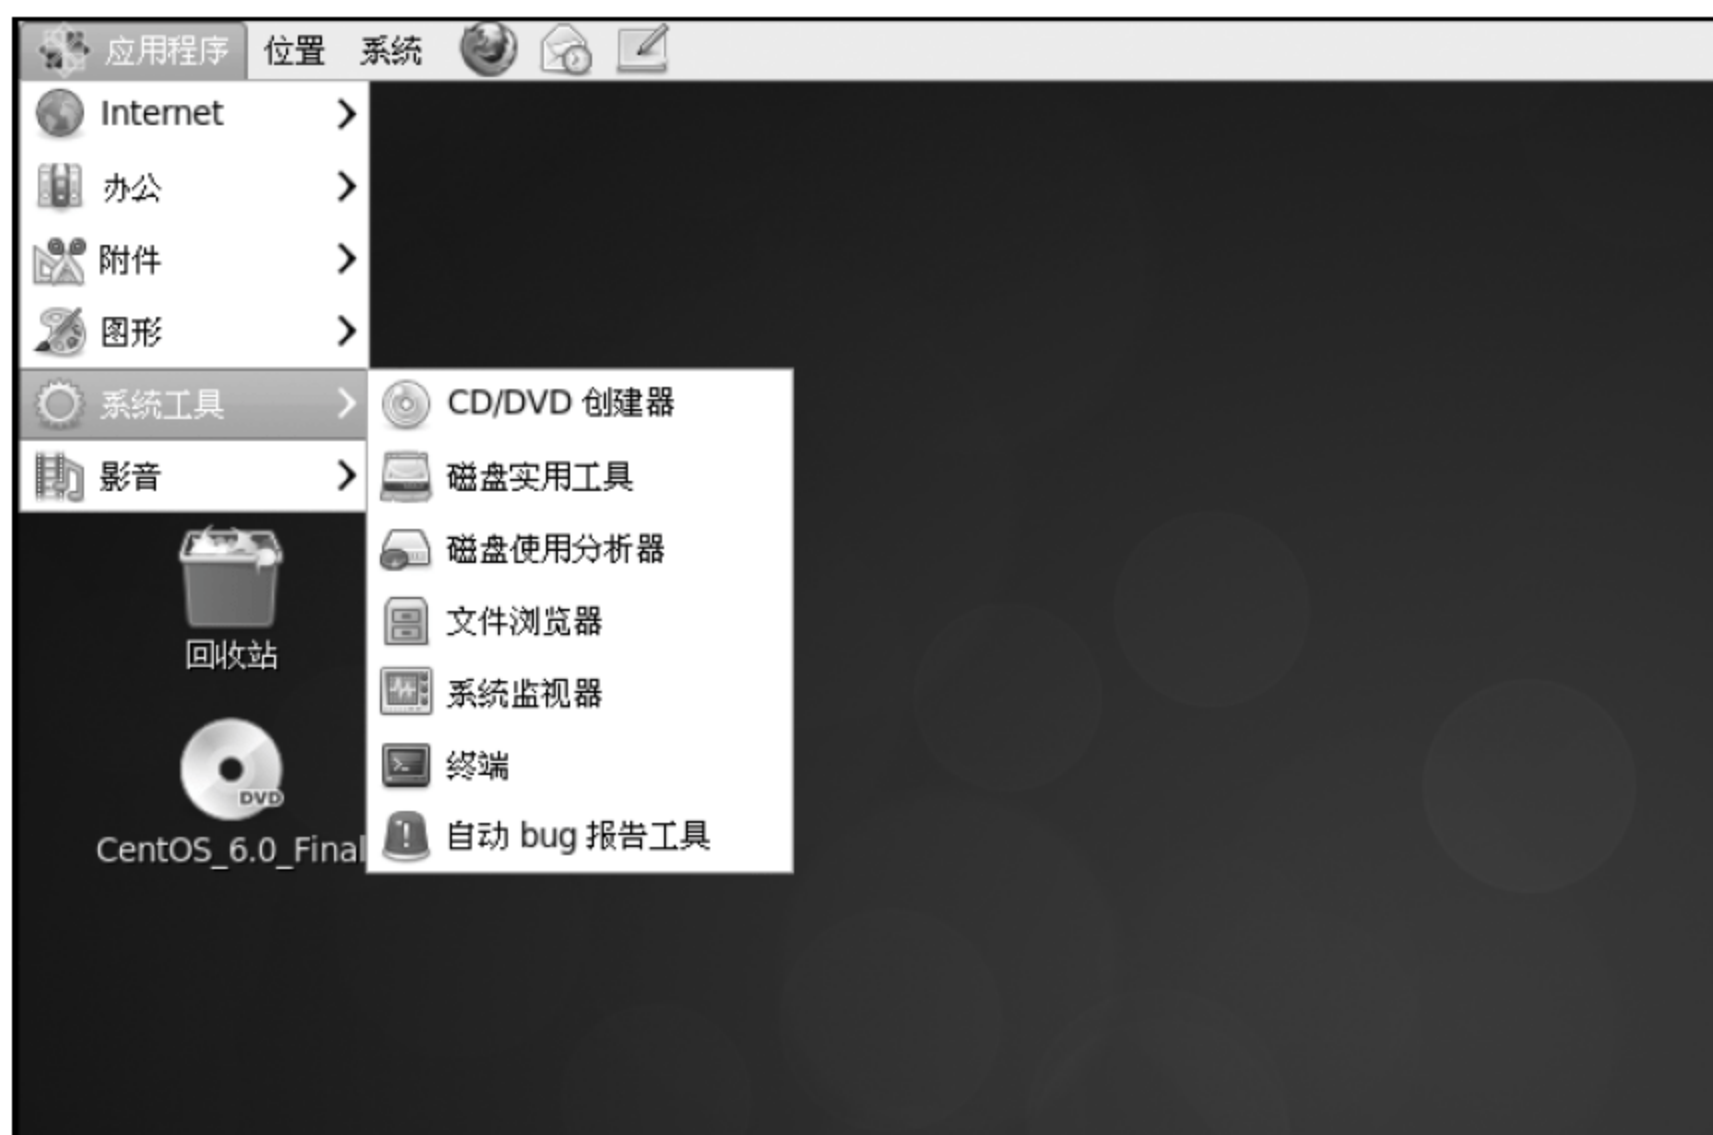 应用程序 位置 系统
Internet
办公
附件
图形
系统工具
影音
CD/DVD 创建器
磁盘实用工具
磁盘使用分析器
文件浏览器
系统监视器
终端
自动 bug 报告工具
回收站
DVD
CentOS_6.0_Final